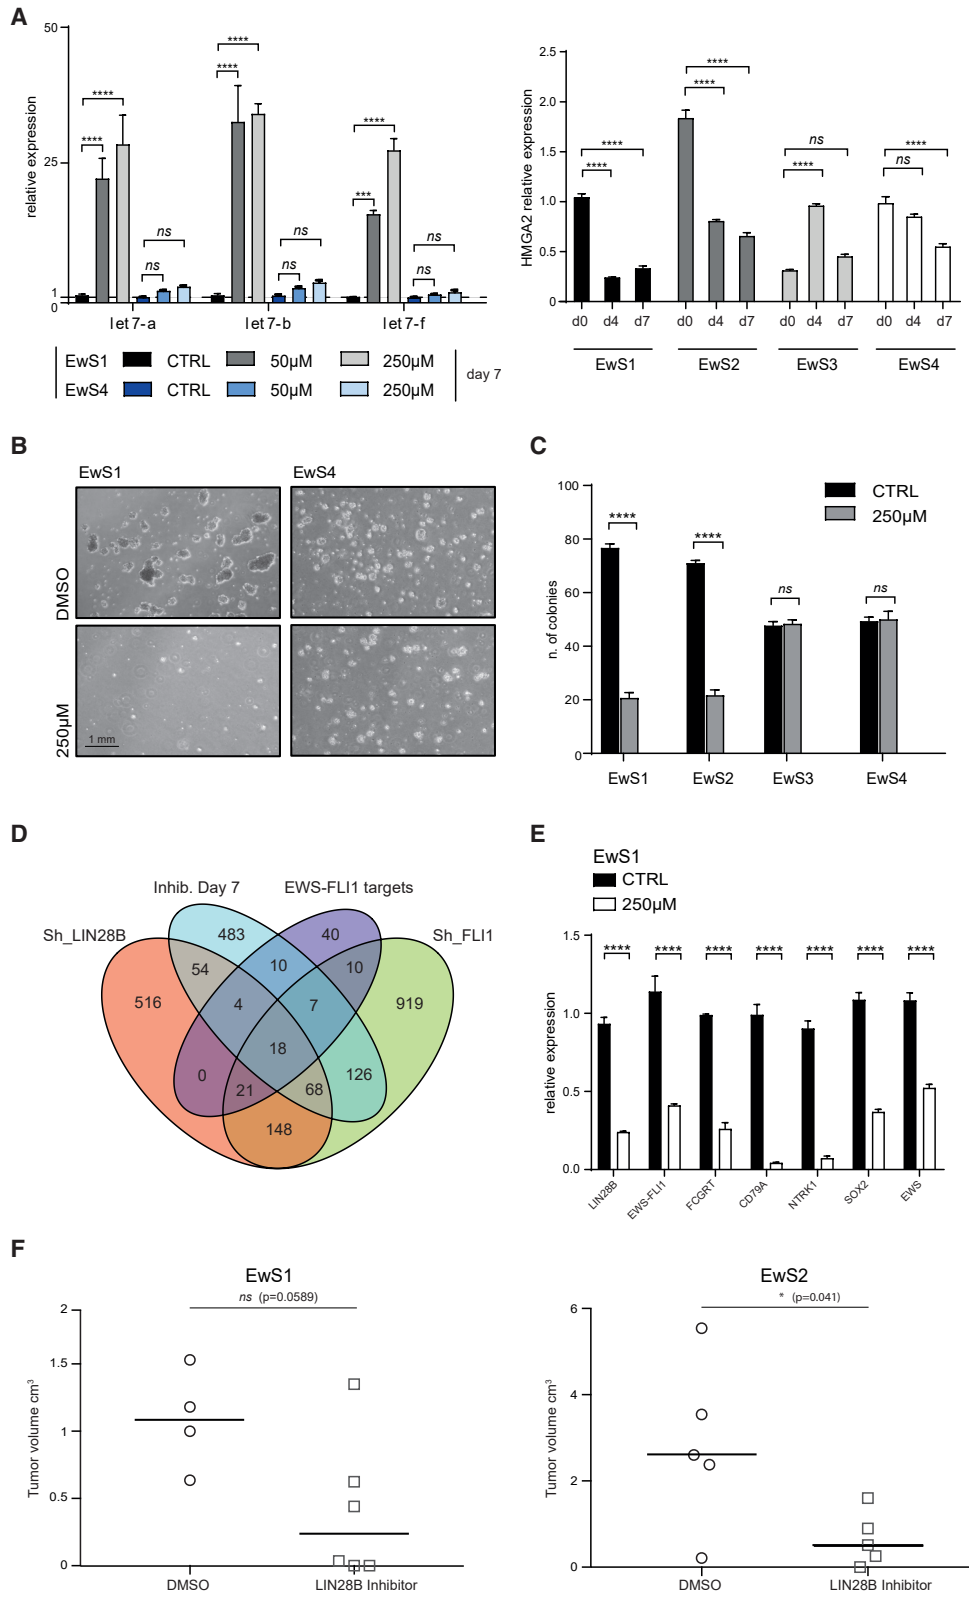 A
50
25
1
0
relative expression
****
****
****
****
***
****
ns
ns
ns
ns
ns
ns
let7-a
let7-b
let7-f
EwS1 CTRL 50µM 250µM
EwS4 CTRL 50µM 250µM
day 7
HMGA2 relative expression
2.5
2.0
1.5
1.0
0.5
0
****
****
****
****
ns
****
****
ns
****
d0 d4 d7 d0 d4 d7 d0 d4 d7 d0 d4 d7
EwS1 EwS2 EwS3 EwS4
B
EwS1
EwS4
DMSO
250µM
1 mm
C
CTRL
250µM
n. of colonies
100
80
60
40
20
0
****
****
ns
ns
EwS1 EwS2 EwS3 EwS4
D
Inhib. Day 7
EWS-FLI1 targets
Sh_LIN28B
Sh_FLI1
483
40
54
10
10
516
4
7
919
18
0
21
68
126
148
E
EwS1
CTRL
250µM
relative expression
1.5
1.0
0.5
0.0
**** **** **** **** **** **** ****
LIN28B
EWS-FLI1
FCGRT
CD79A
NTRK1
SOX2
EWS
F
EwS1
ns (p=0.0589)
Tumor volume cm³
2
1.5
1
0.5
0
DMSO
LIN28B Inhibitor
EwS2
* (p=0.041)
Tumor volume cm³
6
4
2
0
DMSO
LIN28B Inhibitor